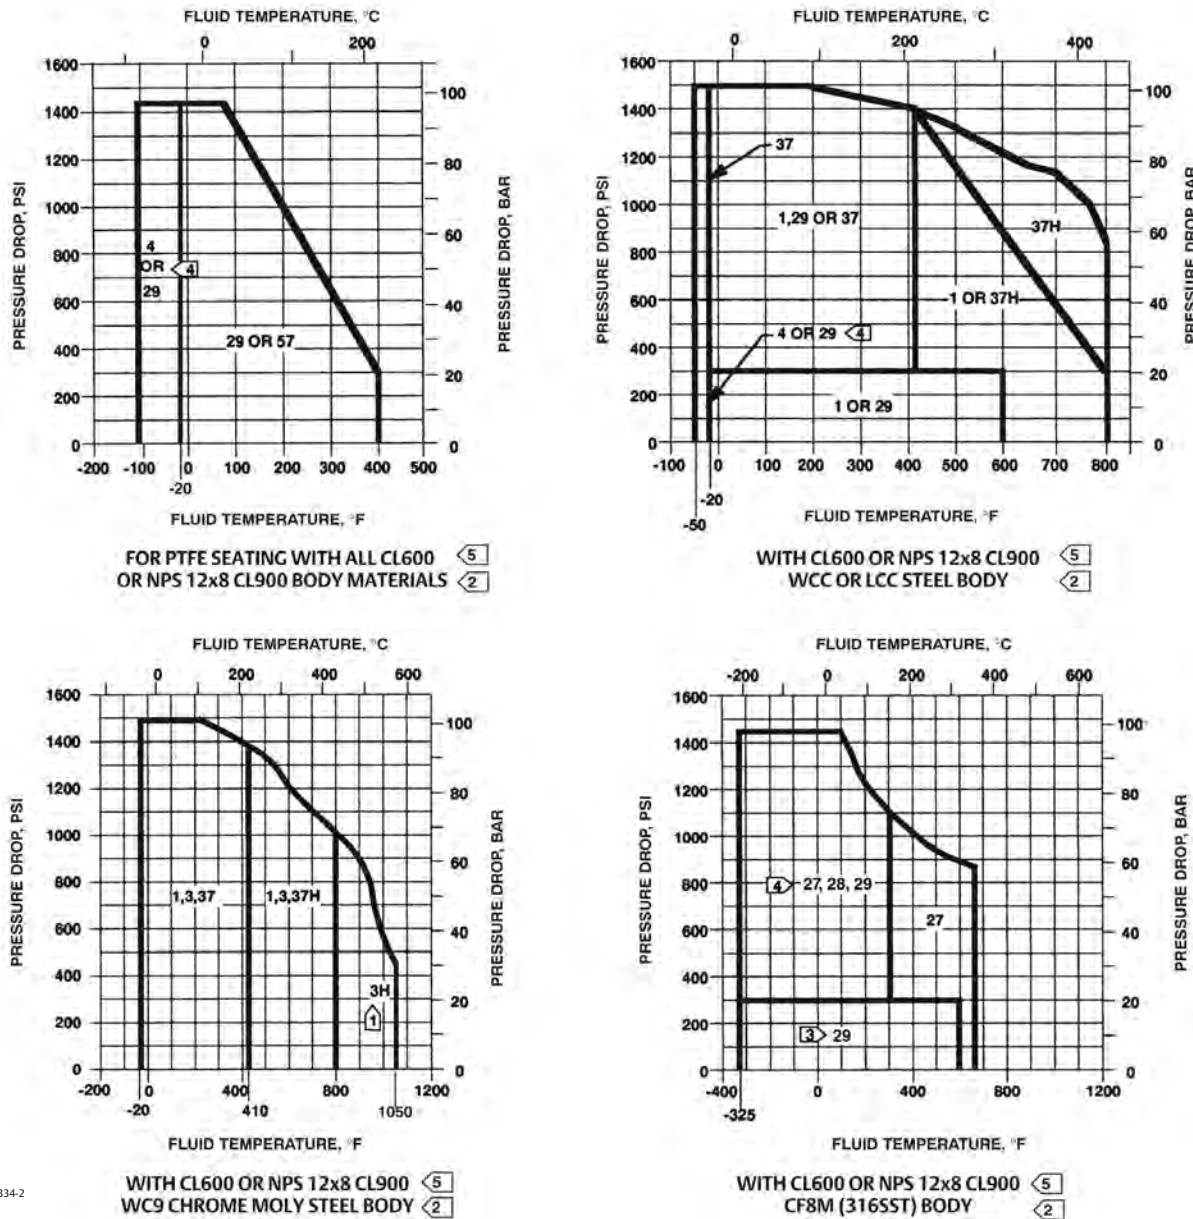 FLUID TEMPERATURE, °C
0 200
1600
1400
1200
1000
800
600
400
200
0
PRESSURE DROP, PSI
100
80
60
40
20
0
PRESSURE DROP, BAR
4
OR 4
29
29 OR 57
-200 -100 0 100 200 300 400 500
-20
FLUID TEMPERATURE, °F
FOR PTFE SEATING WITH ALL CL600 5
OR NPS 12x8 CL900 BODY MATERIALS 2
FLUID TEMPERATURE, °C
0 200 400
1600
1400
1200
1000
800
600
400
200
0
PRESSURE DROP, PSI
100
80
60
40
20
0
PRESSURE DROP, BAR
37
1,29 OR 37
37H
1 OR 37H
4 OR 29 4
1 OR 29
-100 0 100 200 300 400 500 600 700 800
-20
-50
FLUID TEMPERATURE, °F
WITH CL600 OR NPS 12x8 CL900 5
WCC OR LCC STEEL BODY 2
FLUID TEMPERATURE, °C
0 200 400 600
1600
1400
1200
1000
800
600
400
200
0
PRESSURE DROP, PSI
100
80
60
40
20
0
PRESSURE DROP, BAR
1,3,37
1,3,37H
3H
1
-200 0 400 800 1200
-20 410 1050
FLUID TEMPERATURE, °F
WITH CL600 OR NPS 12x8 CL900 5
WC9 CHROME MOLY STEEL BODY 2
FLUID TEMPERATURE, °C
-200 0 200 400 600
1600
1400
1200
1000
800
600
400
200
0
PRESSURE DROP, PSI
100
80
60
40
20
0
PRESSURE DROP, BAR
4 27, 28, 29
27
3 29
-400 0 400 800 1200
-325
FLUID TEMPERATURE, °F
WITH CL600 OR NPS 12x8 CL900 5
CF8M (316SST) BODY 2
334-2